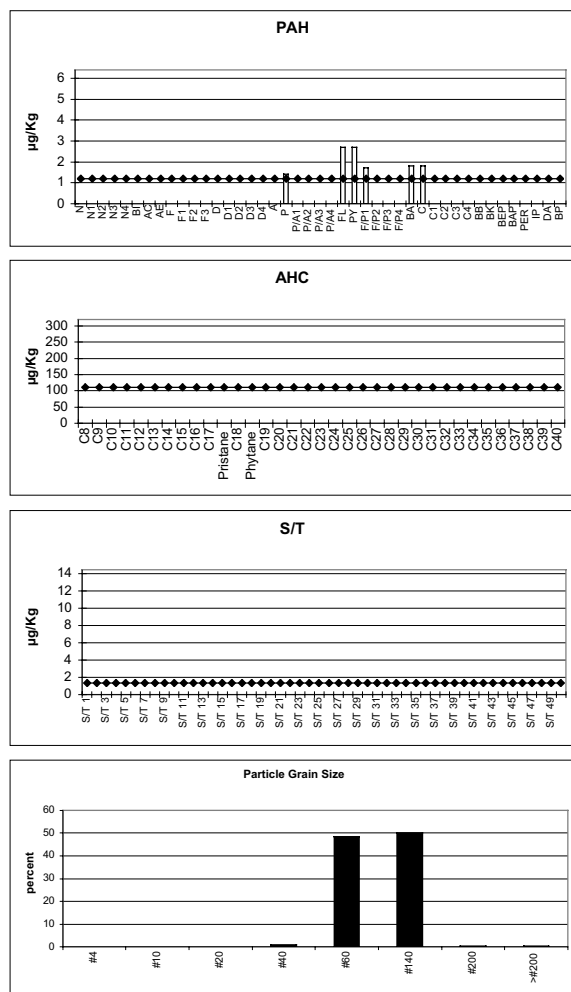 PAH
µg/Kg
6
5
4
3
2
1
0
N N1 N2 N3 N4 BI AC AE F F1 F2 F3 D D1 D2 D3 D4 A P P/A1 P/A2 P/A3 P/A4 FL PY F/P1 F/P2 F/P3 F/P4 BA C C1 C2 C3 C4 BB BK BEP BAP PER IP DA BP
AHC
µg/Kg
300
250
200
150
100
50
0
C8 C9 C10 C11 C12 C13 C14 C15 C16 C17 Pristane C18 Phytane C19 C20 C21 C22 C23 C24 C25 C26 C27 C28 C29 C30 C31 C32 C33 C34 C35 C36 C37 C38 C39 C40
S/T
µg/Kg
14
12
10
8
6
4
2
0
S/T 1 S/T 3 S/T 5 S/T 7 S/T 9 S/T 11 S/T 13 S/T 15 S/T 17 S/T 19 S/T 21 S/T 23 S/T 25 S/T 27 S/T 29 S/T 31 S/T 33 S/T 35 S/T 37 S/T 39 S/T 41 S/T 43 S/T 45 S/T 47 S/T 49
Particle Grain Size
percent
60
50
40
30
20
10
0
#4 #10 #20 #40 #60 #140 #200 >#200